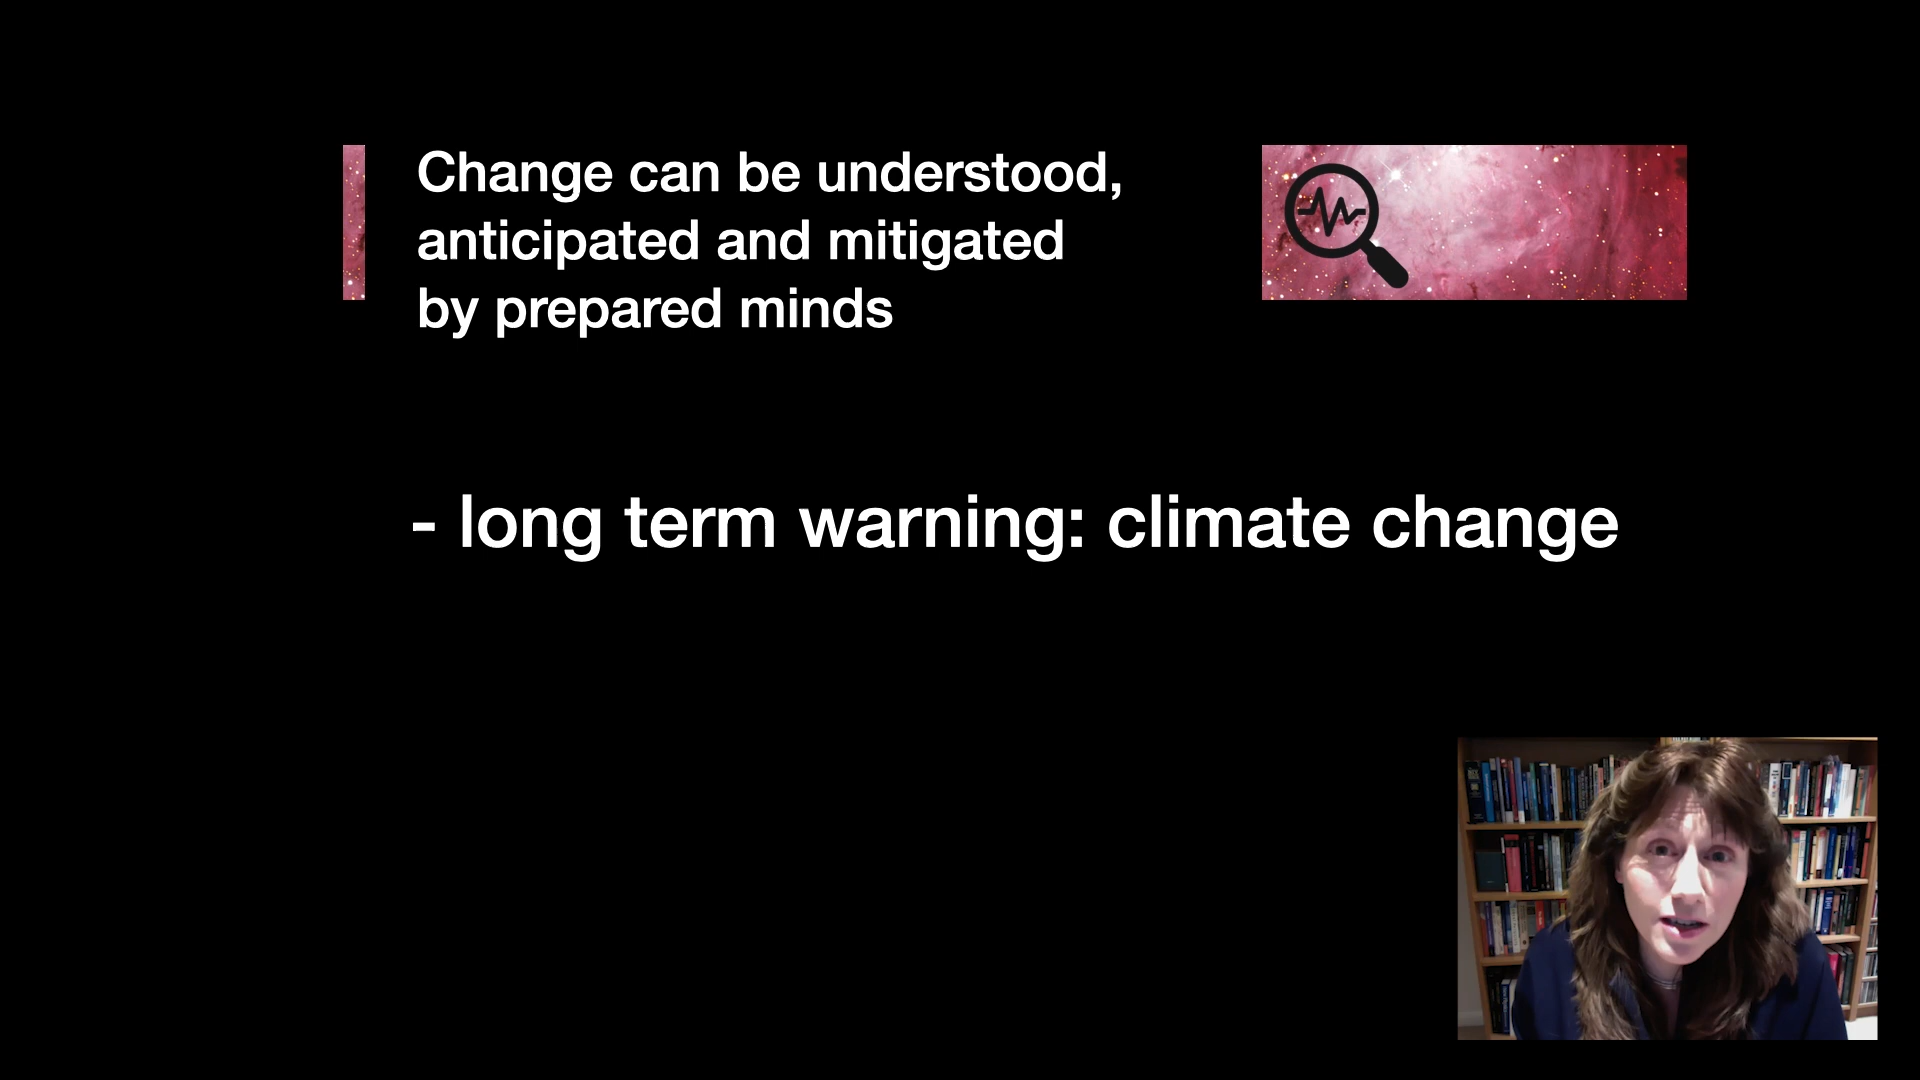 Change can be understood,
anticipated and mitigated
by prepared minds
- long term warning: climate change